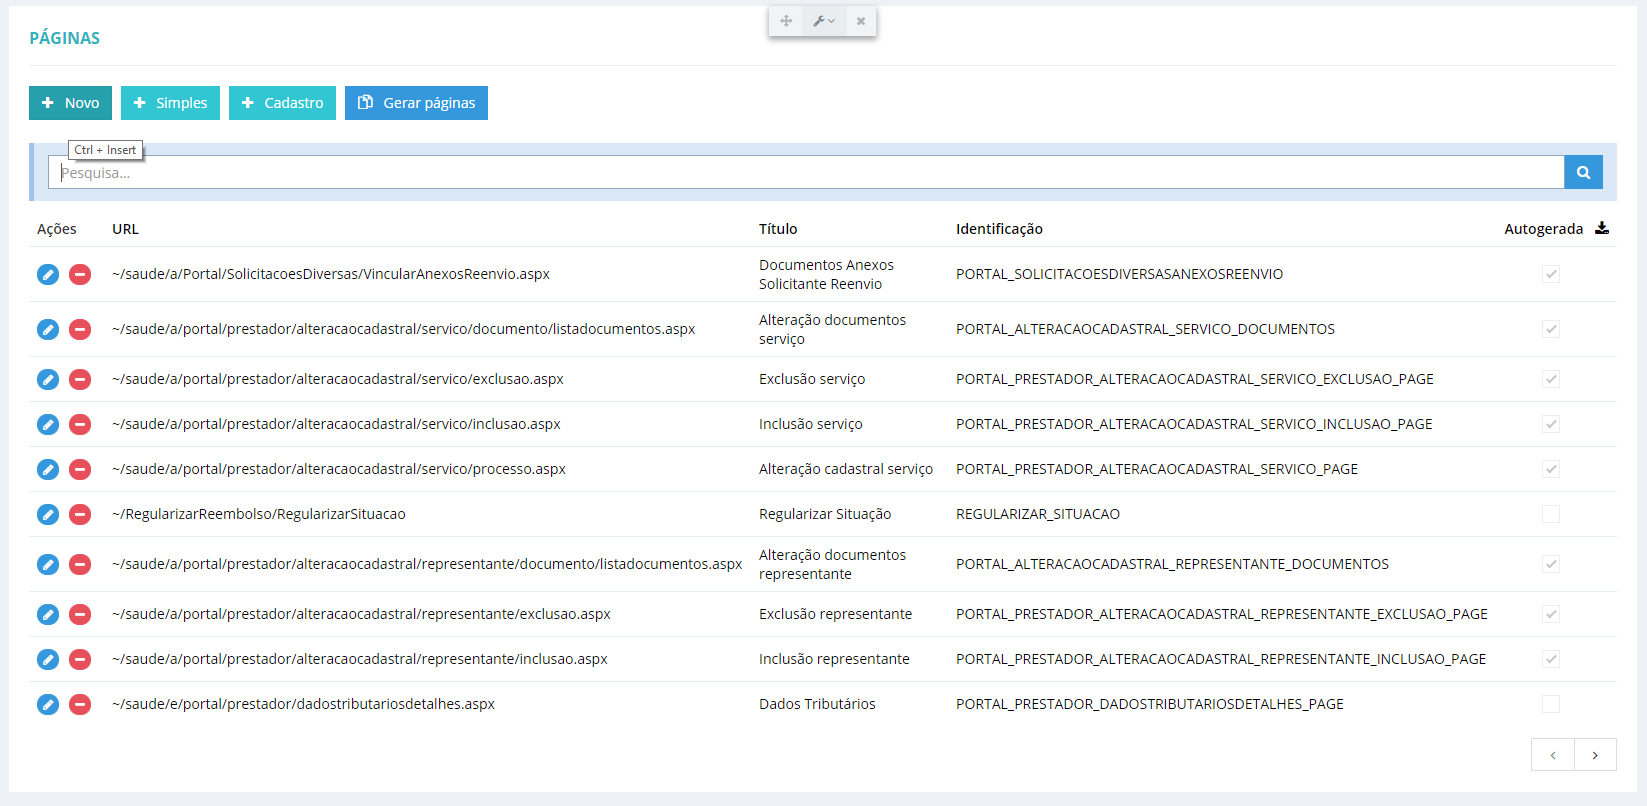 PÁGINAS
Novo
Simples
Cadastro
Gerar páginas
Ctrl + Insert
Pesquisa...
Ações URL Título Identificação Autogerada
~/saude/a/Portal/SolicitacoesDiversas/VincularAnexosReenvio.aspx Documentos Anexos Solicitante Reenvio PORTAL_SOLICITACOESDIVERSASANEXOSREENVIO
~/saude/a/portal/prestador/alteracaocadastral/servico/documento/listadocumentos.aspx Alteração documentos serviço PORTAL_ALTERACAOCADASTRAL_SERVICO_DOCUMENTOS
~/saude/a/portal/prestador/alteracaocadastral/servico/exclusao.aspx Exclusão serviço PORTAL_PRESTADOR_ALTERACAOCADASTRAL_SERVICO_EXCLUSAO_PAGE
~/saude/a/portal/prestador/alteracaocadastral/servico/inclusao.aspx Inclusão serviço PORTAL_PRESTADOR_ALTERACAOCADASTRAL_SERVICO_INCLUSAO_PAGE
~/saude/a/portal/prestador/alteracaocadastral/servico/processo.aspx Alteração cadastral serviço PORTAL_PRESTADOR_ALTERACAOCADASTRAL_SERVICO_PAGE
~/RegularizarReembolso/RegularizarSituacao Regularizar Situação REGULARIZAR_SITUACAO
~/saude/a/portal/prestador/alteracaocadastral/representante/documento/listadocumentos.aspx Alteração documentos representante PORTAL_ALTERACAOCADASTRAL_REPRESENTANTE_DOCUMENTOS
~/saude/a/portal/prestador/alteracaocadastral/representante/exclusao.aspx Exclusão representante PORTAL_PRESTADOR_ALTERACAOCADASTRAL_REPRESENTANTE_EXCLUSAO_PAGE
~/saude/a/portal/prestador/alteracaocadastral/representante/inclusao.aspx Inclusão representante PORTAL_PRESTADOR_ALTERACAOCADASTRAL_REPRESENTANTE_INCLUSAO_PAGE
~/saude/e/portal/prestador/dadostributariosdetalhes.aspx Dados Tributários PORTAL_PRESTADOR_DADOSTRIBUTARIOSDETALHES_PAGE